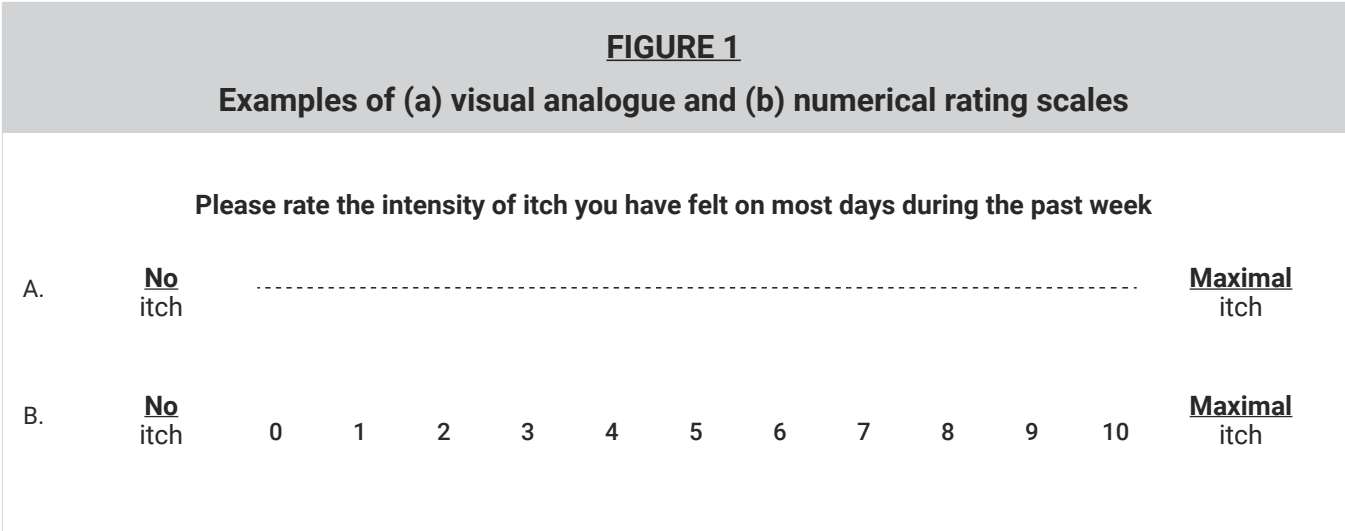 FIGURE 1
Examples of (a) visual analogue and (b) numerical rating scales
Please rate the intensity of itch you have felt on most days during the past week
A.
No
itch
Maximal
itch
B.
No
itch
0 1 2 3 4 5 6 7 8 9 10
Maximal
itch